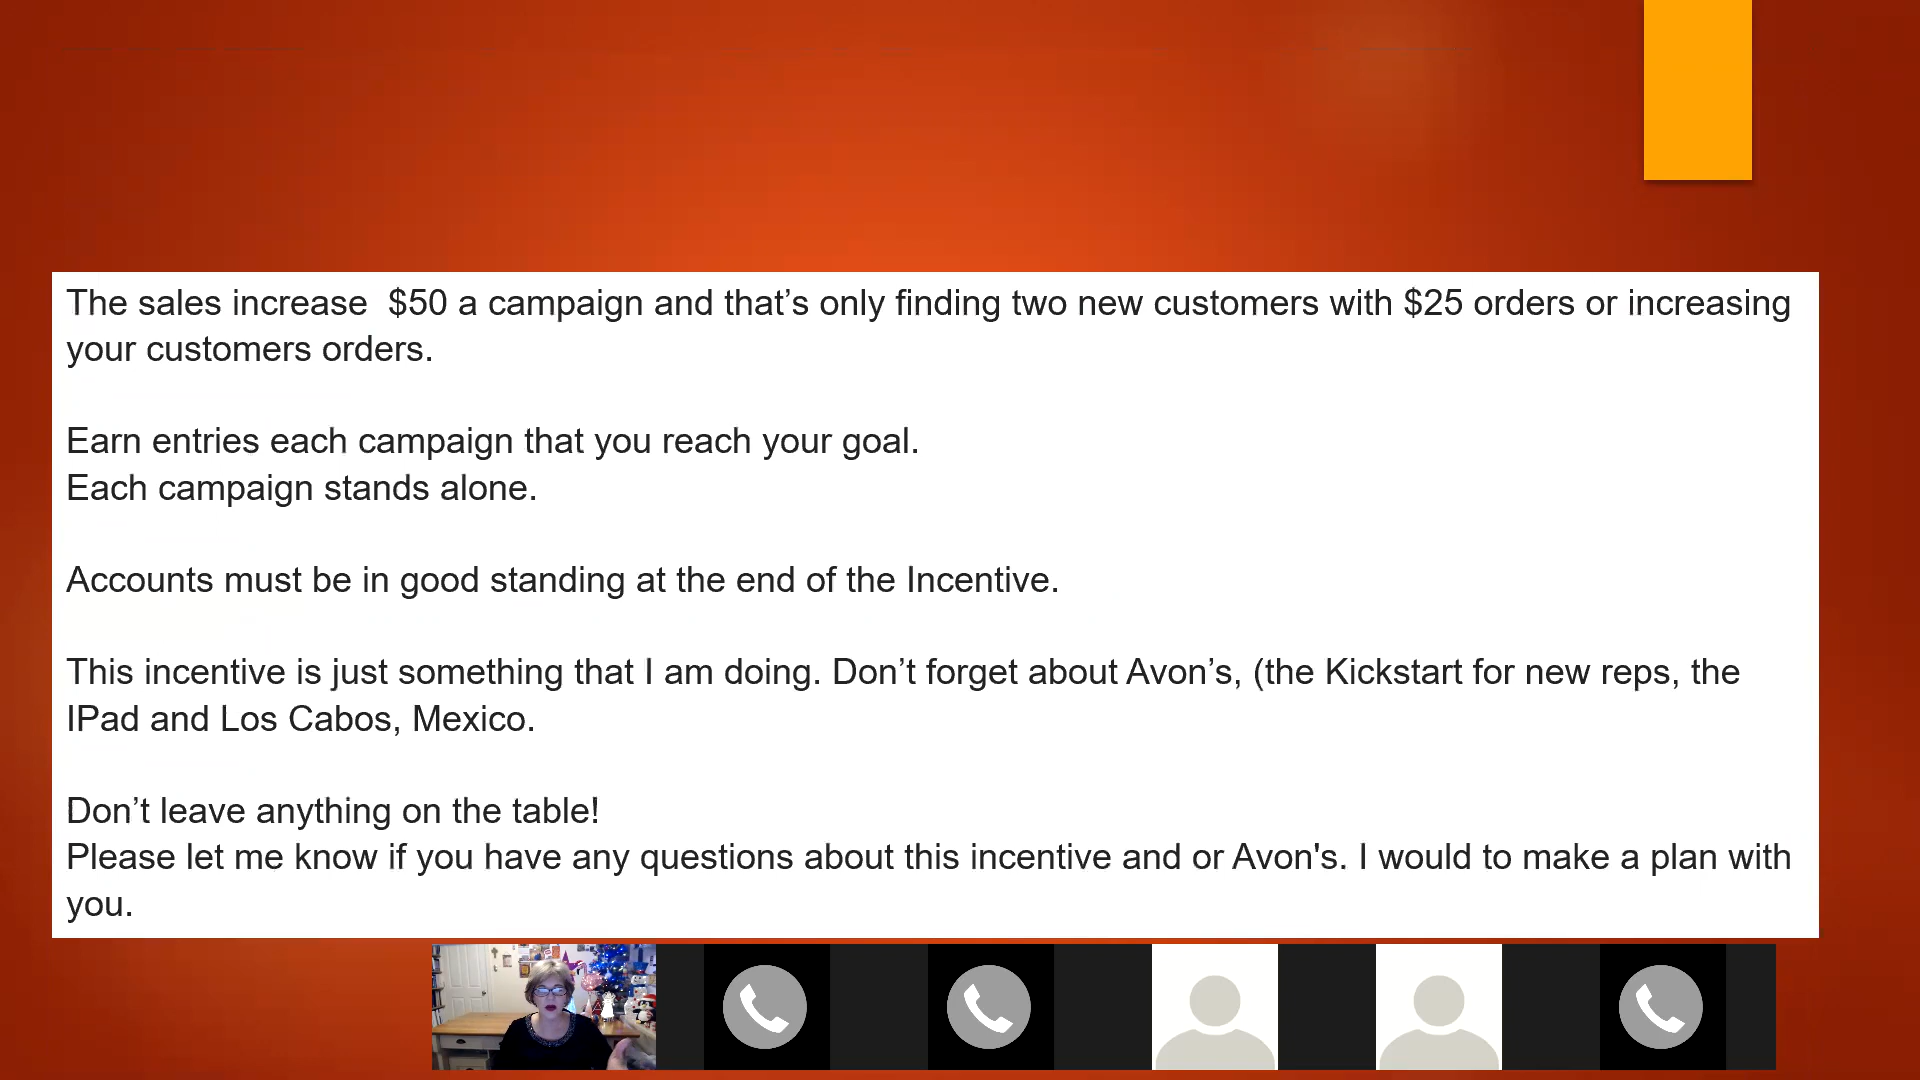 The sales increase  $50 a campaign and that’s only finding two new customers with $25 orders or increasing
your customers orders.
Earn entries each campaign that you reach your goal.
Each campaign stands alone.
Accounts must be in good standing at the end of the Incentive.
This incentive is just something that I am doing. Don’t forget about Avon’s, (the Kickstart for new reps, the
IPad and Los Cabos, Mexico.
Don’t leave anything on the table!
Please let me know if you have any questions about this incentive and or Avon's. I would to make a plan with
you.